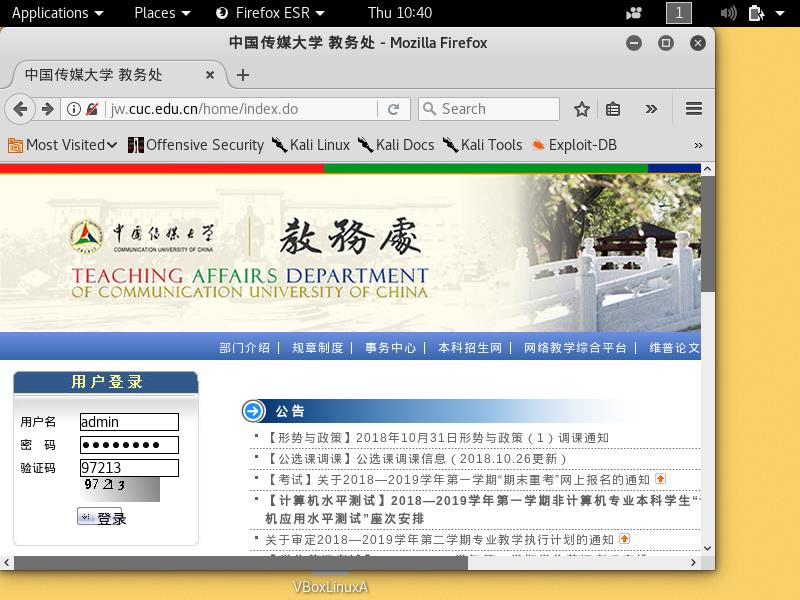 Applications Places Firefox ESR Thu 10:40 1
中国传媒大学 教务处 - Mozilla Firefox
中国传媒大学 教务处
jw.cuc.edu.cn/home/index.do Search
Most Visited Offensive Security Kali Linux Kali Docs Kali Tools Exploit-DB
中国传媒大学 教務處
COMMUNICATION UNIVERSITY OF CHINA
TEACHING AFFAIRS DEPARTMENT
OF COMMUNICATION UNIVERSITY OF CHINA
部门介绍 | 规章制度 | 事务中心 | 本科招生网 | 网络教学综合平台 | 维普论文
用户登录
用户名 admin
密 码 ●●●●●●●●
验证码 97213
97213
登录
公告
【形势与政策】2018年10月31日形势与政策（1）调课通知
【公选课调课】公选课调课信息（2018.10.26更新）
【考试】关于2018—2019学年第一学期“期末重考”网上报名的通知
【计算机水平测试】2018—2019学年第一学期非计算机专业本科学生“
机应用水平测试”座次安排
关于审定2018—2019学年第二学期专业教学执行计划的通知
VBoxLinuxA